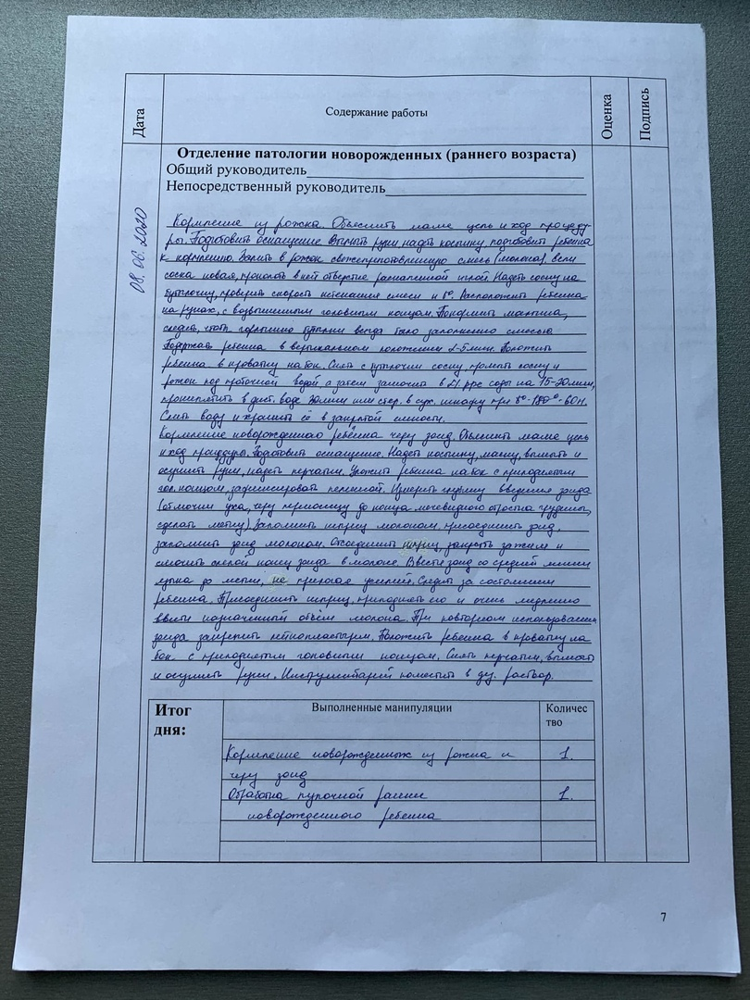 Дата
Содержание работы
Оценка
Подпись
Отделение патологии новорожденных (раннего возраста)
Общий руководитель
Непосредственный руководитель
08.06.2020
Кормление из рожка. Объяснить маме цель и ход процеду-
ры. Подготовить оснащение. Вымыть руки, надеть косынку, подготовить ребенка
к кормлению. Залить в рожок свежеприготовленную смесь (молоко), если
соска новая, проколоть в ней отверстие раскаленной иглой. Надеть соску на
бутылочку, проверить скорость истечения смеси и t°. Расположить ребенка
на руках, с возвышенным головным концом. Покормить малыша,
следить, чтобы горлышко бутылки всегда было заполнено смесью
Подержать ребенка в вертикальном положении 2-5 мин. Положить
ребенка в кроватку на бок. Снять с бутылочки соску, промыть соску и
рожок под проточной водой, а затем замочить в 2% р-ре соды на 15-20 мин,
прокипятить в дист. воде 30 мин или стер. в сух. шкафу при t°-180°-60м.
Слить воду и хранить её в закрытой емкости.
Кормление новорожденного ребёнка через зонд. Объяснить маме цель
и ход процедуры. Подготовить оснащение. Надеть косынку, маску, вымыть и
осушить руки, надеть перчатки. Уложить ребенка на бок с приподнятым
гол. концом, зафиксировать пеленкой. Измерить глубину введения зонда
(от мочки уха, через переносицу до конца мечевидного отростка грудины,
сделать метку). Заполнить шприц молоком, присоединить зонд,
заполнить зонд молоком. Отсоединить шприц, закрыть зажим и
смочить слепой конец зонда в молоке. Ввести зонд по средней линии
языка до метки, не прилагая усилий. Следить за состоянием
ребенка. Присоединить шприц, приподнять его и очень медленно
ввести назначенный объём молока. При повторном использовании
зонда закрепить лейкопластырем. Положить ребенка в кроватку на
бок с приподнятым головным концом. Снять перчатки, вымыть
и осушить руки. Инструментарий поместить в дез. раствор.
Итог дня:
Выполненные манипуляции
Количес
тво
Кормление новорожденных из рожка и
1.
через зонд
Обработка пупочной ранки
1.
новорожденного ребенка
7